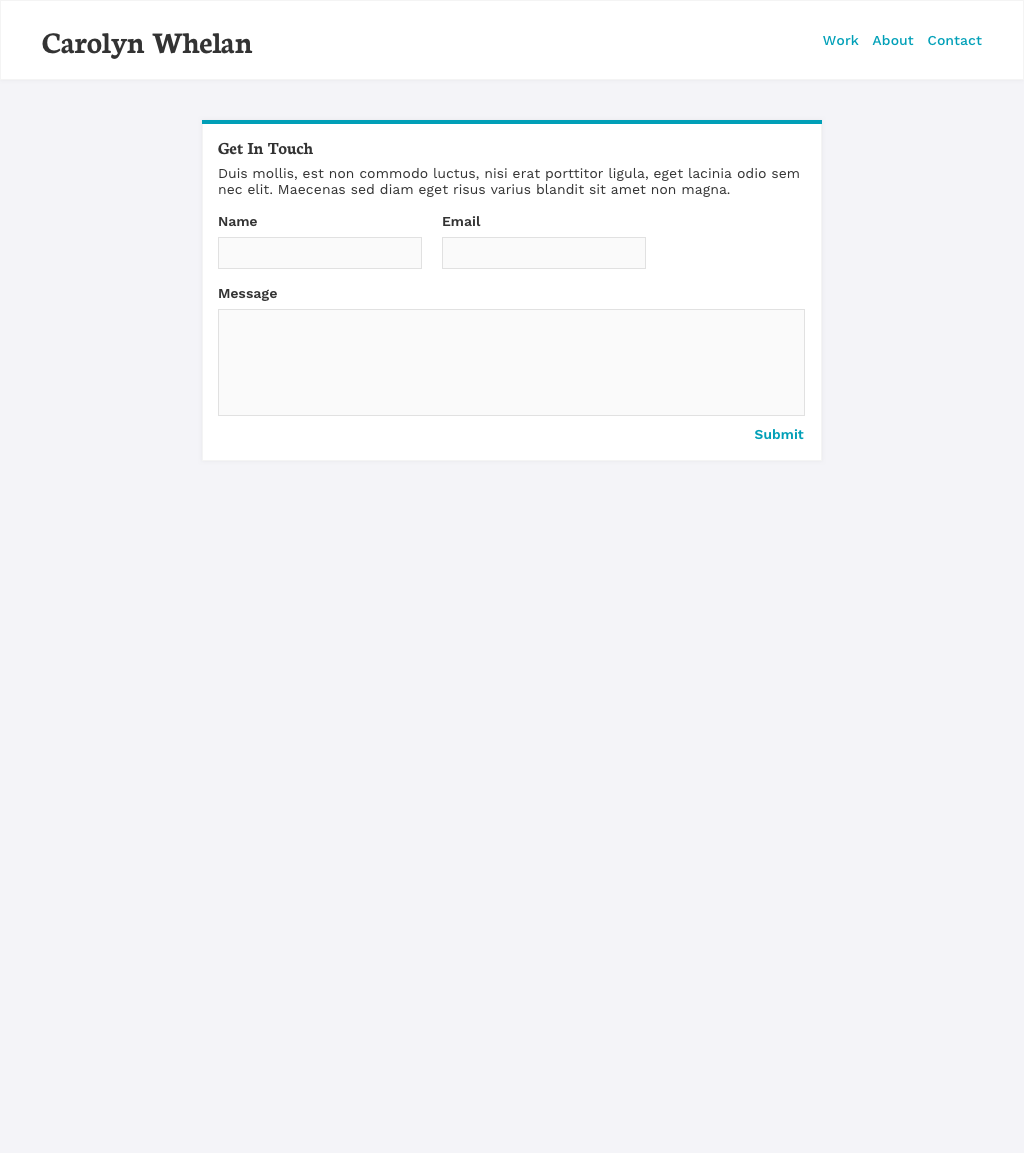 Carolyn Whelan
Work About Contact
Get In Touch
Duis mollis, est non commodo luctus, nisi erat porttitor ligula, eget lacinia odio sem
nec elit. Maecenas sed diam eget risus varius blandit sit amet non magna.
Name Email
Message
Submit